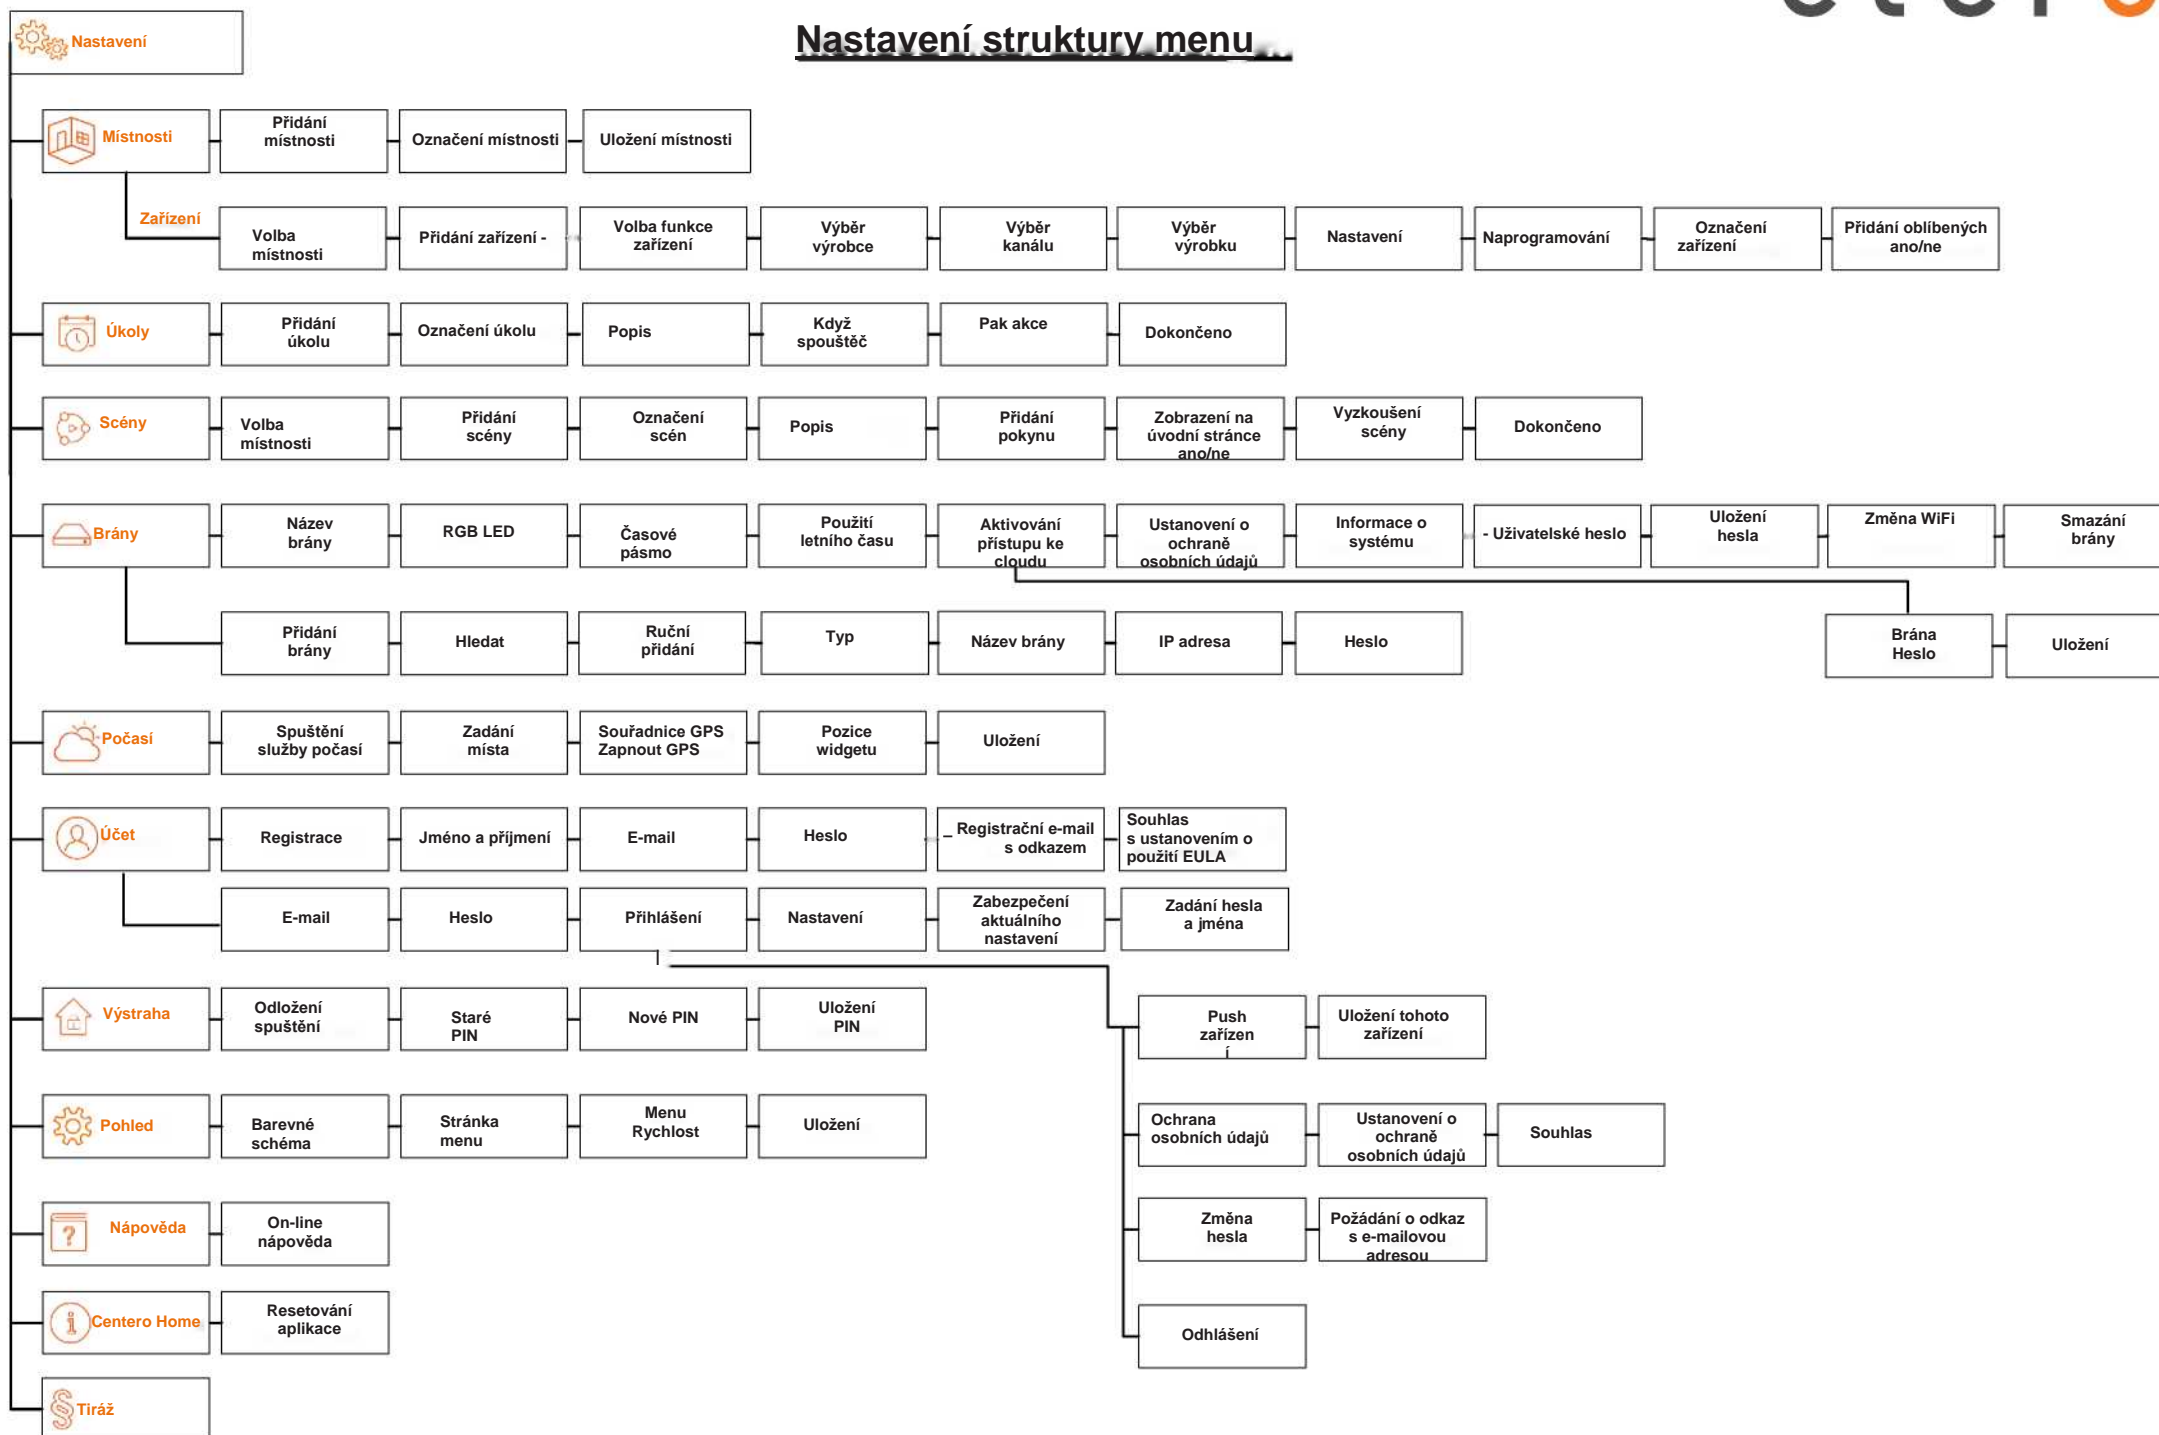 Nastavení
Nastavení struktury menu
Místnosti
Přidání
místnosti
Označení místnosti
Uložení místnosti
Zařízení
Volba
místnosti
Přidání zařízení -
Volba funkce
zařízení
Výběr
výrobce
Výběr
kanálu
Výběr
výrobku
Nastavení
Naprogramování
Označení
zařízení
Přidání oblíbených
ano/ne
Úkoly
Přidání
úkolu
Označení úkolu
Popis
Když
spouštěč
Pak akce
Dokončeno
Scény
Volba
místnosti
Přidání
scény
Označení
scén
Popis
Přidání
pokynu
Zobrazení na
úvodní stránce
ano/ne
Vyzkoušení
scény
Dokončeno
Brány
Název
brány
RGB LED
Časové
pásmo
Použití
letního času
Aktivování
přístupu ke
cloudu
Ustanovení o
ochraně
osobních údajů
Informace o
systému
- Uživatelské heslo
Uložení
hesla
Změna WiFi
Smazání
brány
Přidání
brány
Hledat
Ruční
přidání
Typ
Název brány
IP adresa
Heslo
Brána
Heslo
Uložení
Počasí
Spuštění
služby počasí
Zadání
místa
Souřadnice GPS
Zapnout GPS
Pozice
widgetu
Uložení
Účet
Registrace
Jméno a příjmení
E-mail
Heslo
_ Registrační e-mail
s odkazem
Souhlas
s ustanovením o
použití EULA
E-mail
Heslo
Přihlášení
Nastavení
Zabezpečení
aktuálního
nastavení
Zadání hesla
a jména
Výstraha
Odložení
spuštění
Staré
PIN
Nové PIN
Uložení
PIN
Push
zařízen
í
Uložení tohoto
zařízení
Pohled
Barevné
schéma
Stránka
menu
Menu
Rychlost
Uložení
Ochrana
osobních údajů
Ustanovení o
ochraně
osobních údajů
Souhlas
Nápověda
On-line
nápověda
Změna
hesla
Požádání o odkaz
s e-mailovou
adresou
Centero Home
Resetování
aplikace
Odhlášení
Tiráž